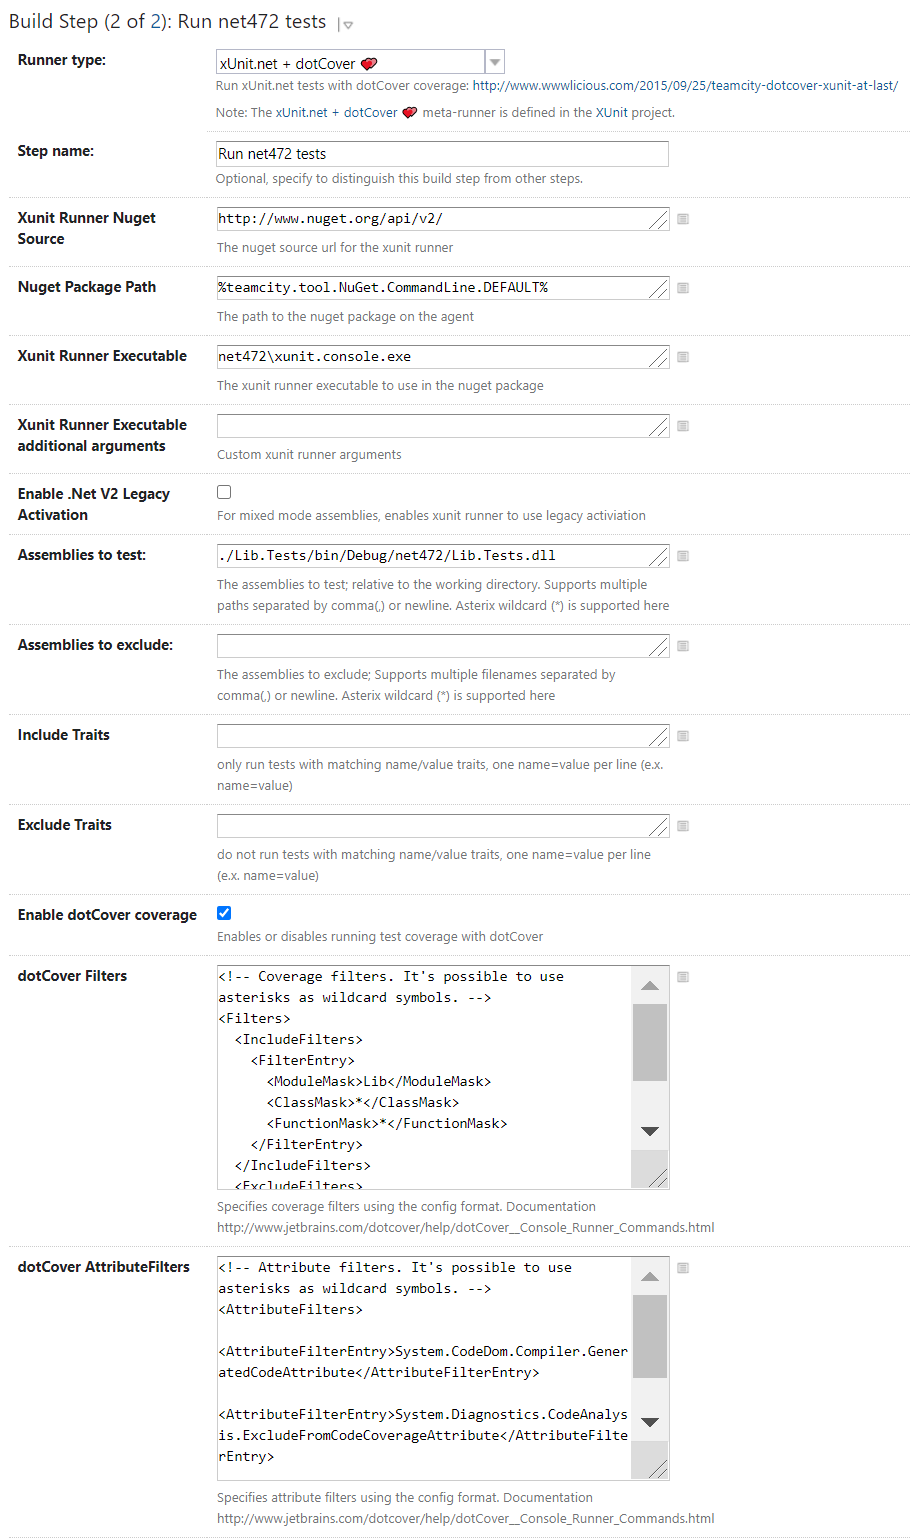 Build Step (2 of 2): Run net472 tests
Runner type:
xUnit.net + dotCover
Run xUnit.net tests with dotCover coverage: http://www.wwwlicious.com/2015/09/25/teamcity-dotcover-xunit-at-last/
Note: The xUnit.net + dotCover meta-runner is defined in the XUnit project.
Step name:
Run net472 tests
Optional, specify to distinguish this build step from other steps.
Xunit Runner Nuget
Source
http://www.nuget.org/api/v2/
The nuget source url for the xunit runner
Nuget Package Path
%teamcity.tool.NuGet.CommandLine.DEFAULT%
The path to the nuget package on the agent
Xunit Runner Executable
net472\xunit.console.exe
The xunit runner executable to use in the nuget package
Xunit Runner Executable
additional arguments
Custom xunit runner arguments
Enable .Net V2 Legacy
Activation
For mixed mode assemblies, enables xunit runner to use legacy activiation
Assemblies to test:
./Lib.Tests/bin/Debug/net472/Lib.Tests.dll
The assemblies to test; relative to the working directory. Supports multiple
paths separated by comma(,) or newline. Asterix wildcard (*) is supported here
Assemblies to exclude:
The assemblies to exclude; Supports multiple filenames separated by
comma(,) or newline. Asterix wildcard (*) is supported here
Include Traits
only run tests with matching name/value traits, one name=value per line (e.x.
name=value)
Exclude Traits
do not run tests with matching name/value traits, one name=value per line
(e.x. name=value)
Enable dotCover coverage
Enables or disables running test coverage with dotCover
dotCover Filters
<!-- Coverage filters. It's possible to use
asterisks as wildcard symbols. -->
<Filters>
<IncludeFilters>
<FilterEntry>
<ModuleMask>Lib</ModuleMask>
<ClassMask>*</ClassMask>
<FunctionMask>*</FunctionMask>
</FilterEntry>
</IncludeFilters>
<ExcludeFilters>
Specifies coverage filters using the config format. Documentation
http://www.jetbrains.com/dotcover/help/dotCover__Console_Runner_Commands.html
dotCover AttributeFilters
<!-- Attribute filters. It's possible to use
asterisks as wildcard symbols. -->
<AttributeFilters>
<AttributeFilterEntry>System.CodeDom.Compiler.Gener
atedCodeAttribute</AttributeFilterEntry>
<AttributeFilterEntry>System.Diagnostics.CodeAnalys
is.ExcludeFromCodeCoverageAttribute</AttributeFilte
rEntry>
Specifies attribute filters using the config format. Documentation
http://www.jetbrains.com/dotcover/help/dotCover__Console_Runner_Commands.html